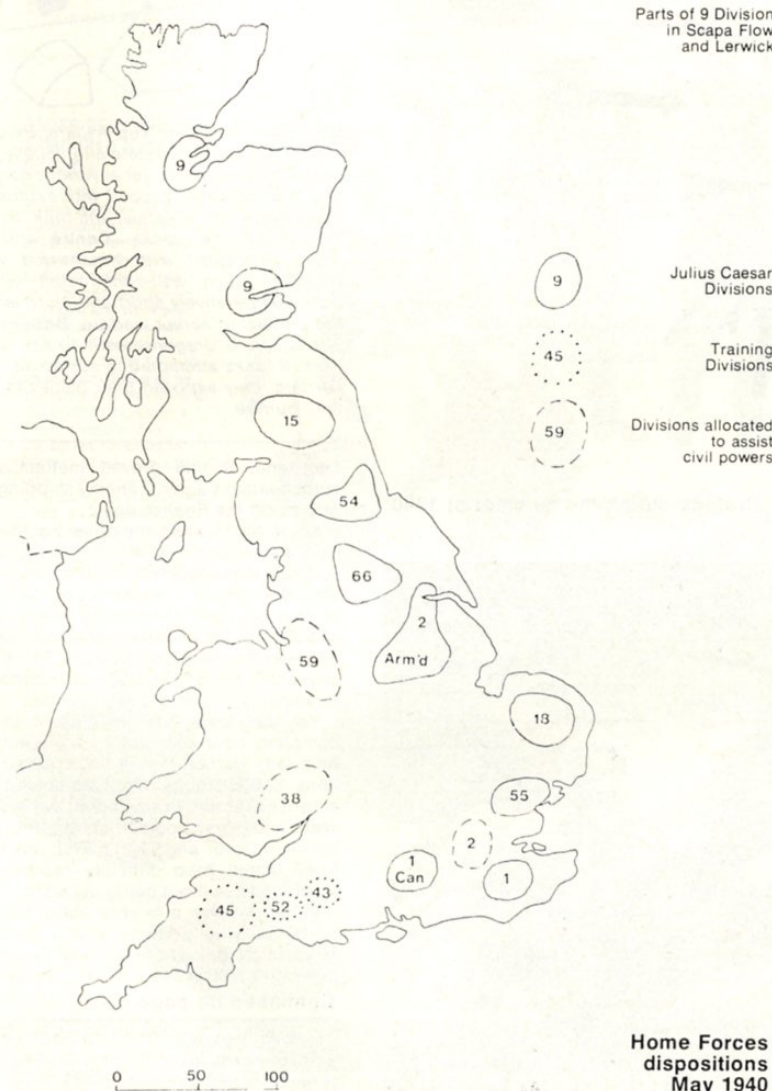 Parts of 9 Division
in Scapa Flow
and Lerwick
9
9
9
Julius Caesar
Divisions
45
Training
Divisions
15
59
Divisions allocated
to assist
civil powers
54
66
2
Arm'd
59
18
38
55
2
1
Can
1
43
52
45
Home Forces
dispositions
May 1940
0 50 100